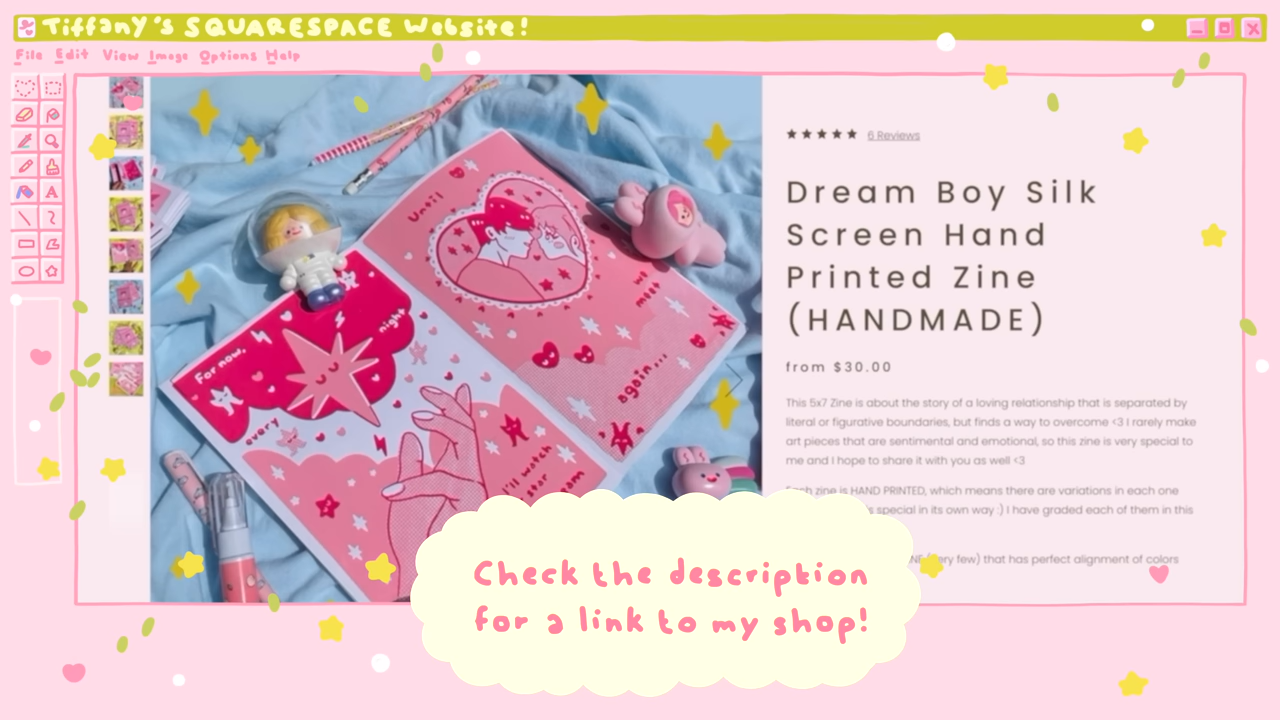 Tiffany's SQUARESPACE Website!
File Edit View Image Options Help
6 Reviews
Dream Boy Silk
Screen Hand
Printed Zine
(HANDMADE)
from $30.00
This 5x7 Zine is about the story of a loving relationship that is separated by
literal or figurative boundaries, but finds a way to overcome <3 I rarely make
art pieces that are sentimental and emotional, so this zine is very special to
me and I hope to share it with you as well <3
Each zine is HAND PRINTED, which means there are variations in each one
special in its own way :) I have graded each of them in this
few) that has perfect alignment of colors
Until
we
meet
again...
For now,
every
night
I'll watch
Check the description
for a link to my shop!